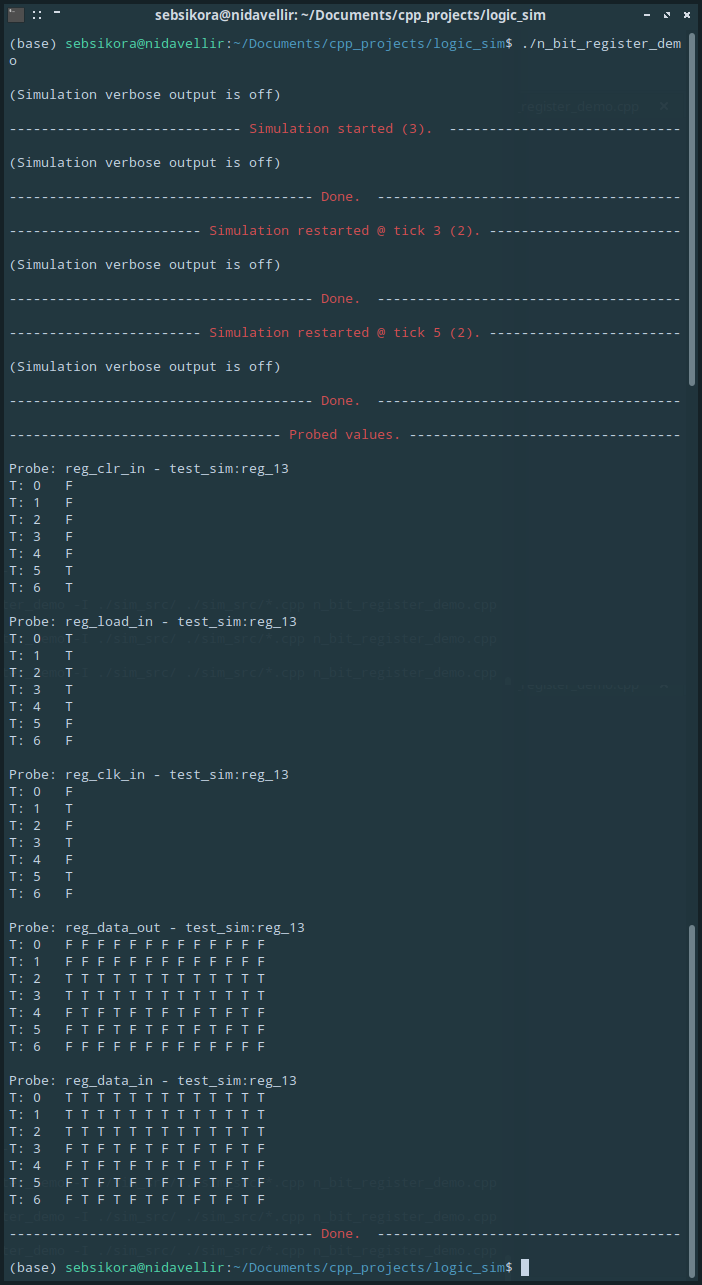 sebsikora@nidavellir: ~/Documents/cpp_projects/logic_sim
(base) sebsikora@nidavellir:~/Documents/cpp_projects/logic_sim$ ./n_bit_register_dem
o
(Simulation verbose output is off)
----------------------------- Simulation started (3).  -----------------------------
(Simulation verbose output is off)
-------------------------------------- Done.  --------------------------------------
------------------------ Simulation restarted @ tick 3 (2). ------------------------
(Simulation verbose output is off)
-------------------------------------- Done.  --------------------------------------
------------------------ Simulation restarted @ tick 5 (2). ------------------------
(Simulation verbose output is off)
-------------------------------------- Done.  --------------------------------------
---------------------------------- Probed values. ----------------------------------
Probe: reg_clr_in - test_sim:reg_13
T: 0   F
T: 1   F
T: 2   F
T: 3   F
T: 4   F
T: 5   T
T: 6   T
Probe: reg_load_in - test_sim:reg_13
T: 0   T
T: 1   T
T: 2   T
T: 3   T
T: 4   T
T: 5   F
T: 6   F
Probe: reg_clk_in - test_sim:reg_13
T: 0   F
T: 1   T
T: 2   F
T: 3   T
T: 4   F
T: 5   T
T: 6   F
Probe: reg_data_out - test_sim:reg_13
T: 0   F F F F F F F F F F F F F
T: 1   F F F F F F F F F F F F F
T: 2   T T T T T T T T T T T T T
T: 3   T T T T T T T T T T T T T
T: 4   F T F T F T F T F T F T F
T: 5   F T F T F T F T F T F T F
T: 6   F F F F F F F F F F F F F
Probe: reg_data_in - test_sim:reg_13
T: 0   T T T T T T T T T T T T T
T: 1   T T T T T T T T T T T T T
T: 2   T T T T T T T T T T T T T
T: 3   F T F T F T F T F T F T F
T: 4   F T F T F T F T F T F T F
T: 5   F T F T F T F T F T F T F
T: 6   F T F T F T F T F T F T F
-------------------------------------- Done.  --------------------------------------
(base) sebsikora@nidavellir:~/Documents/cpp_projects/logic_sim$